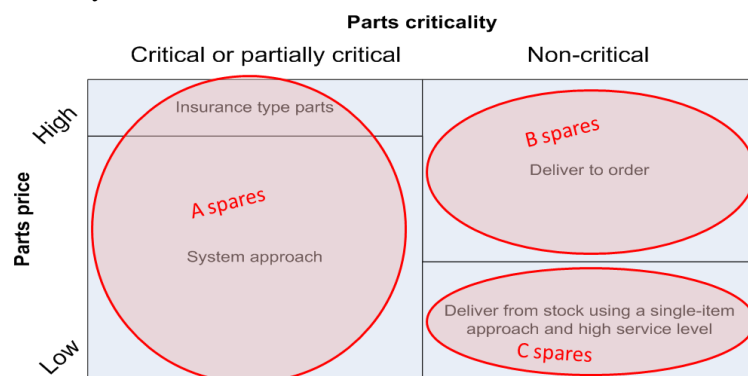 Parts criticality
Critical or partially critical
Non-critical
High
Insurance type parts
B spares
Deliver to order
A spares
Parts price
System approach
Deliver from stock using a single-item
approach and high service level
C spares
Low